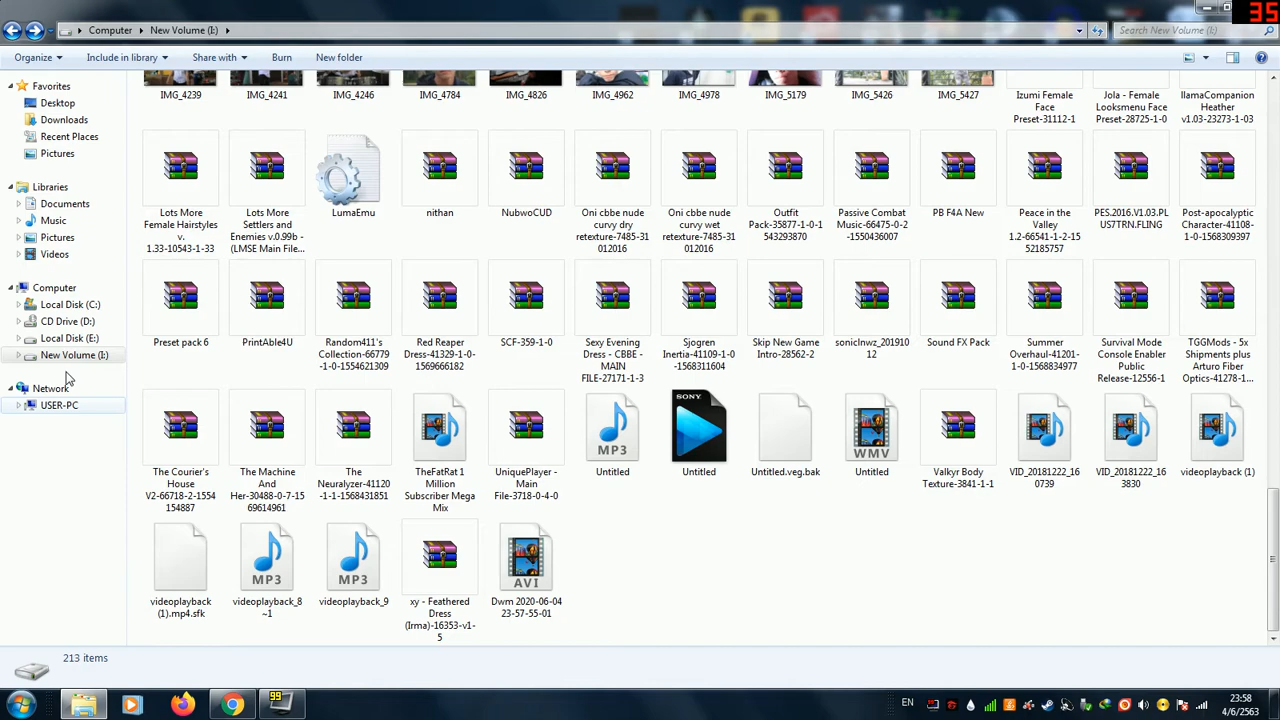 35
Computer
New Volume (I:)
Search New Volume (I:)
Organize
Include in library
Share with
Burn
New folder
Favorites
Desktop
Downloads
Recent Places
Pictures
Libraries
Documents
Music
Pictures
Videos
Computer
Local Disk (C:)
CD Drive (D:)
Local Disk (E:)
New Volume (I:)
Network
USER-PC
IMG_4239
IMG_4241
IMG_4246
IMG_4784
IMG_4826
IMG_4962
IMG_4978
IMG_5179
IMG_5426
IMG_5427
Izumi Female
Face
Preset-31112-1
Jola - Female
Looksmenu Face
Preset-28725-1-0
llamaCompanion
Heather
v1.03-23273-1-03
Lots More
Female Hairstyles
v.
1.33-10543-1-33
Lots More
Settlers and
Enemies v.0.99b -
(LMSE Main File...
LumaEmu
nithan
NubwoCUD
Oni cbbe nude
curvy dry
retexture-7485-31
012016
Oni cbbe nude
curvy wet
retexture-7485-31
012016
Outfit
Pack-35877-1-0-1
543293870
Passive Combat
Music-66475-0-2
-2-1550436007
PB F4A New
Peace in the
Valley
1.2-66541-1-2-15
52185757
PES.2016.V1.03.PL
US7TRN.FLING
Post-apocalyptic
Character-41108-
1-0-1568309397
Preset pack 6
PrintAble4U
Random411's
Collection-66779
-1-0-1554621309
Red Reaper
Dress-41329-1-0-
1569666182
SCF-359-1-0
Sexy Evening
Dress - CBBE -
MAIN
FILE-27171-1-3
Sjogren
Inertia-41109-1-0
-1568311604
Skip New Game
Intro-28562-2
soniclnwz_201910
12
Sound FX Pack
Summer
Overhaul-41201-
1-0-1568834977
Survival Mode
Console Enabler
Public
Release-12556-1
TGGMods - 5x
Shipments plus
Arturo Fiber
Optics-41278-1...
The Courier's
House
V2-66718-2-1554
154887
The Machine
And
Her-30488-0-7-15
69614961
The
Neuralyzer-41120
-1-1-1568431851
TheFatRat 1
Million
Subscriber Mega
Mix
UniquePlayer -
Main
File-3718-0-4-0
MP3
Untitled
SONY
Untitled
Untitled.veg.bak
WMV
Untitled
Valkyr Body
Texture-3841-1-1
VID_20181222_16
0739
VID_20181222_16
3830
videoplayback (1)
videoplayback
(1).mp4.sfk
MP3
videoplayback_8
~1
MP3
videoplayback_9
xy - Feathered
Dress
(Irma)-16353-v1-
5
AVI
Dwm 2020-06-04
23-57-55-01
213 items
99
EN
23:58
4/6/2563